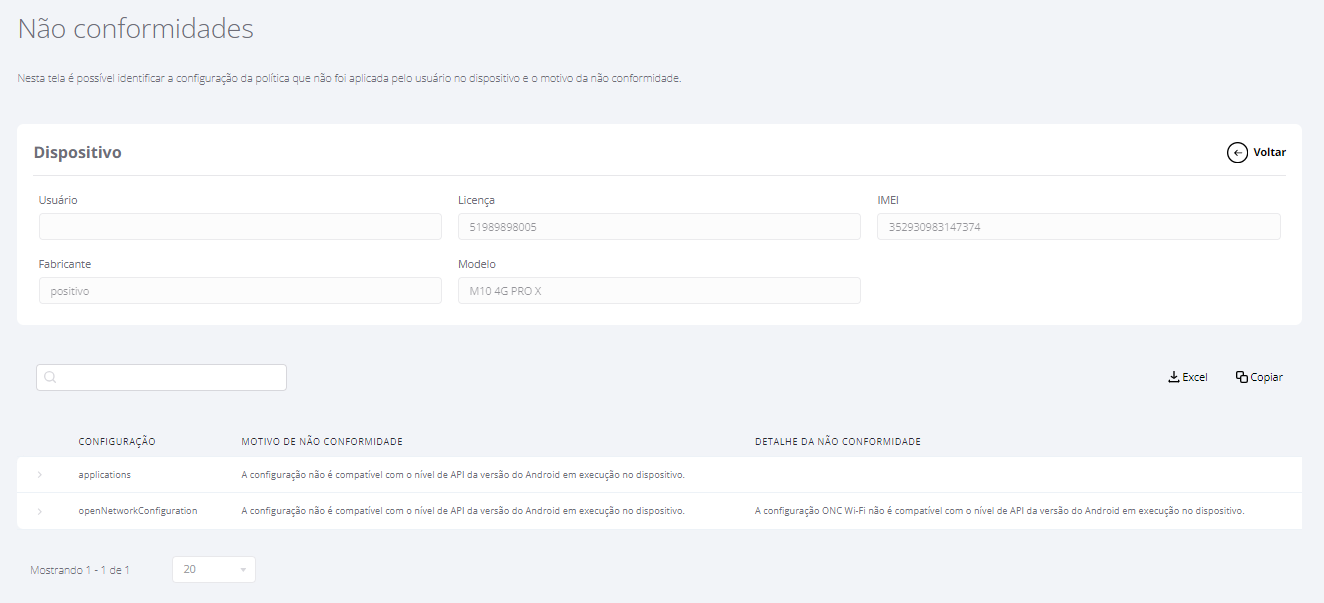 Não conformidades
Nesta tela é possível identificar a configuração da política que não foi aplicada pelo usuário no dispositivo e o motivo da não conformidade.
Dispositivo
Voltar
Usuário
Licença
IMEI
51989898005
352930983147374
Fabricante
Modelo
positivo
M10 4G PRO X
Excel
Copiar
CONFIGURAÇÃO MOTIVO DE NÃO CONFORMIDADE DETALHE DA NÃO CONFORMIDADE
applications A configuração não é compatível com o nível de API da versão do Android em execução no dispositivo.
openNetworkConfiguration A configuração não é compatível com o nível de API da versão do Android em execução no dispositivo. A configuração ONC Wi-Fi não é compatível com o nível de API da versão do Android em execução no dispositivo.
Mostrando 1 - 1 de 1 20